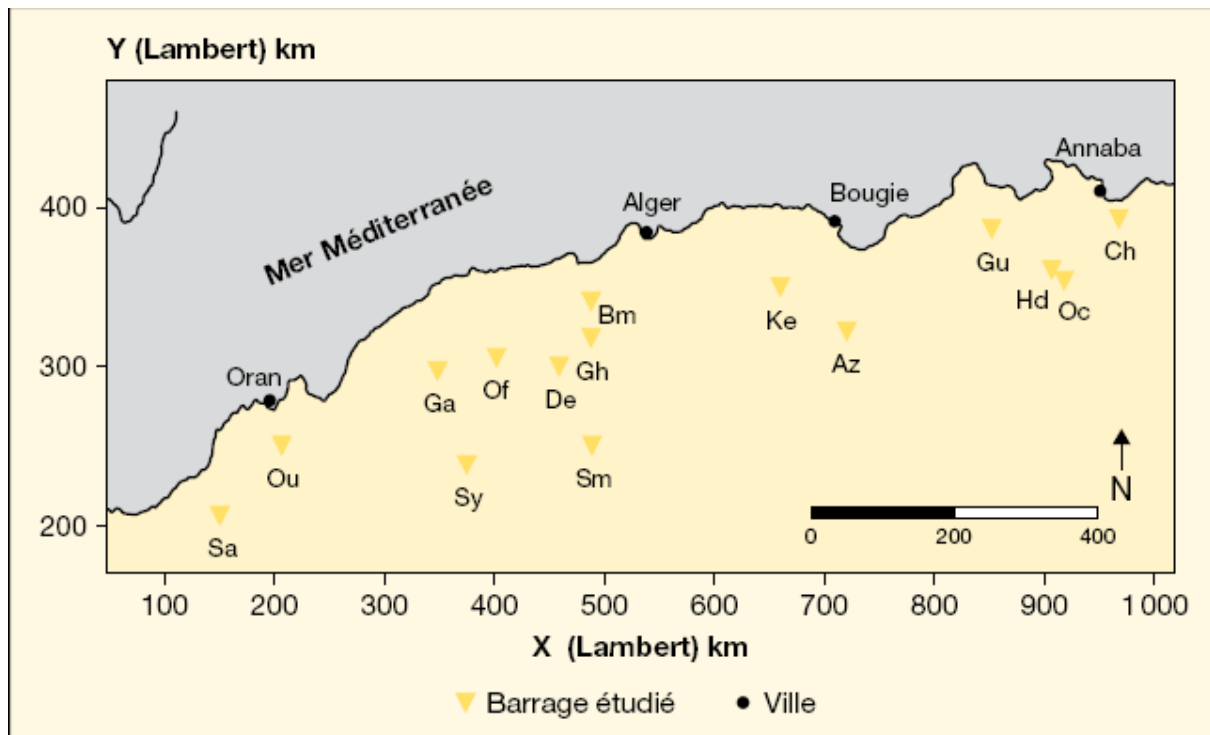 Y (Lambert) km
Annaba
Bougie
Alger
Mer Méditerranée
400
Ch
Gu
Hd
Oc
Bm
Ke
Az
300
Gh
Oran
Of
De
Ga
N
Ou
Sy
Sm
200
Sa
0 200 400
100 200 300 400 500 600 700 800 900 1 000
X (Lambert) km
Barrage étudié
Ville